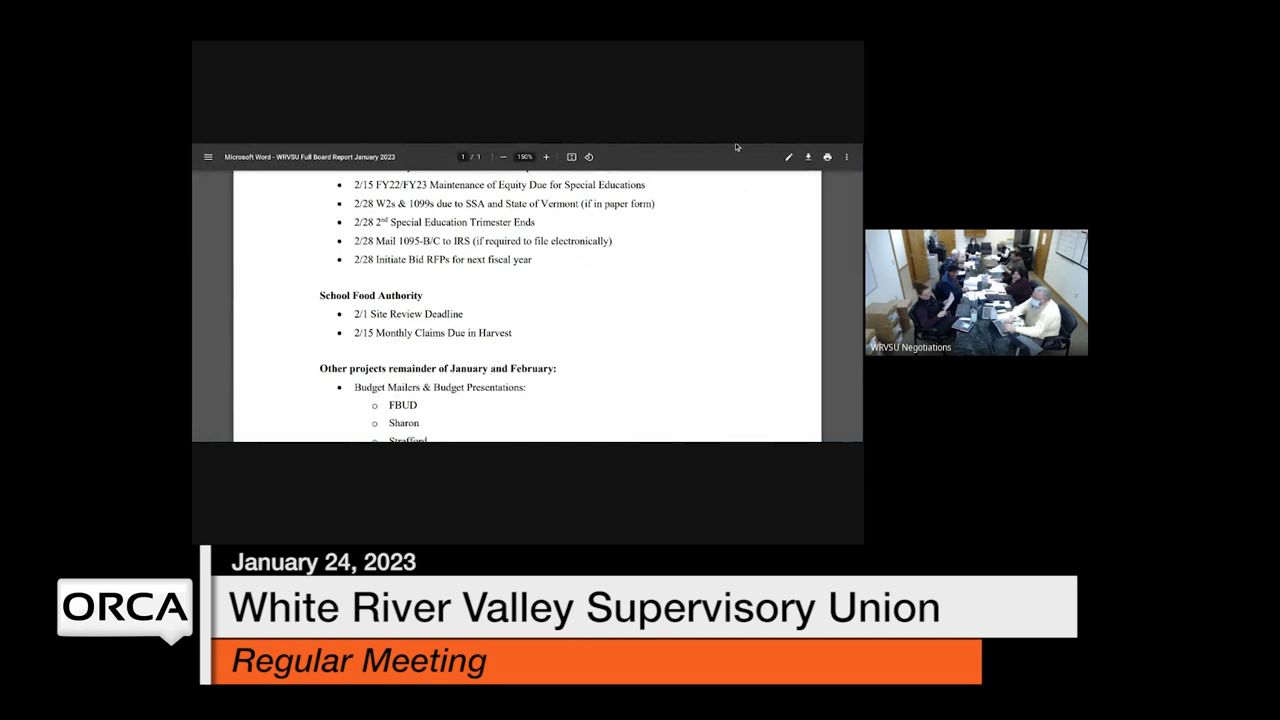 Microsoft Word - WRVSU Full Board Report January 2023
1 / 1
150%
2/15 FY22/FY23 Maintenance of Equity Due for Special Educations
2/28 W2s & 1099s due to SSA and State of Vermont (if in paper form)
2/28 2nd Special Education Trimester Ends
2/28 Mail 1095-B/C to IRS (if required to file electronically)
2/28 Initiate Bid RFPs for next fiscal year
School Food Authority
2/1 Site Review Deadline
2/15 Monthly Claims Due in Harvest
Other projects remainder of January and February:
Budget Mailers & Budget Presentations:
FBUD
Sharon
Strafford
WRVSU Negotiations
January 24, 2023
ORCA
White River Valley Supervisory Union
Regular Meeting